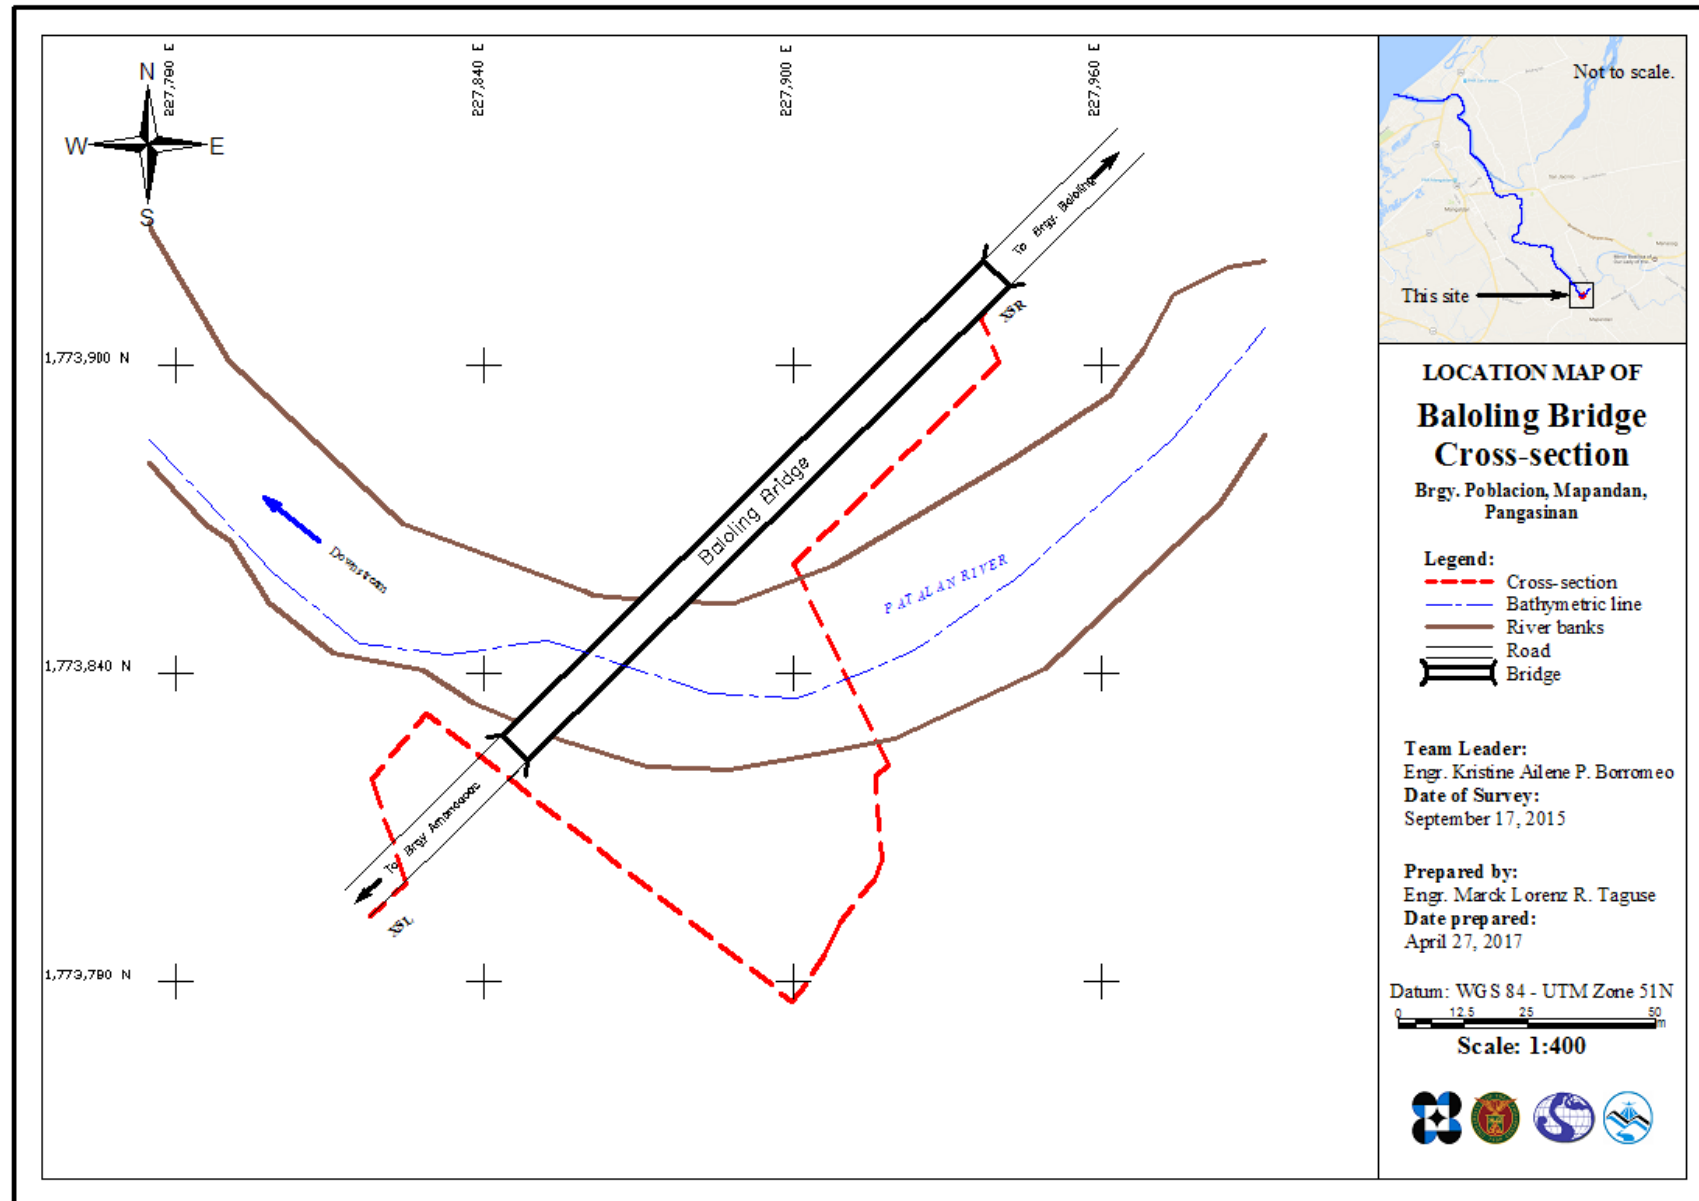 N
W
E
S
227,780 E
227,840 E
227,900 E
227,960 E
1,773,900 N
1,773,840 N
1,773,780 N
To Brgy. Baloling
XSR
Baloling Bridge
PATALAN RIVER
Downstream
To Brgy
XSL
Not to scale.
This site
LOCATION MAP OF
Baloling Bridge
Cross-section
Brgy. Poblacion, Mapandan,
Pangasinan
Legend:
Cross-section
Bathymetric line
River banks
Road
Bridge
Team Leader:
Engr. Kristine Ailene P. Borromeo
Date of Survey:
September 17, 2015
Prepared by:
Engr. Marck Lorenz R. Taguse
Date prepared:
April 27, 2017
Datum: WGS 84 - UTM Zone 51N
0 12.5 25 50
m
Scale: 1:400